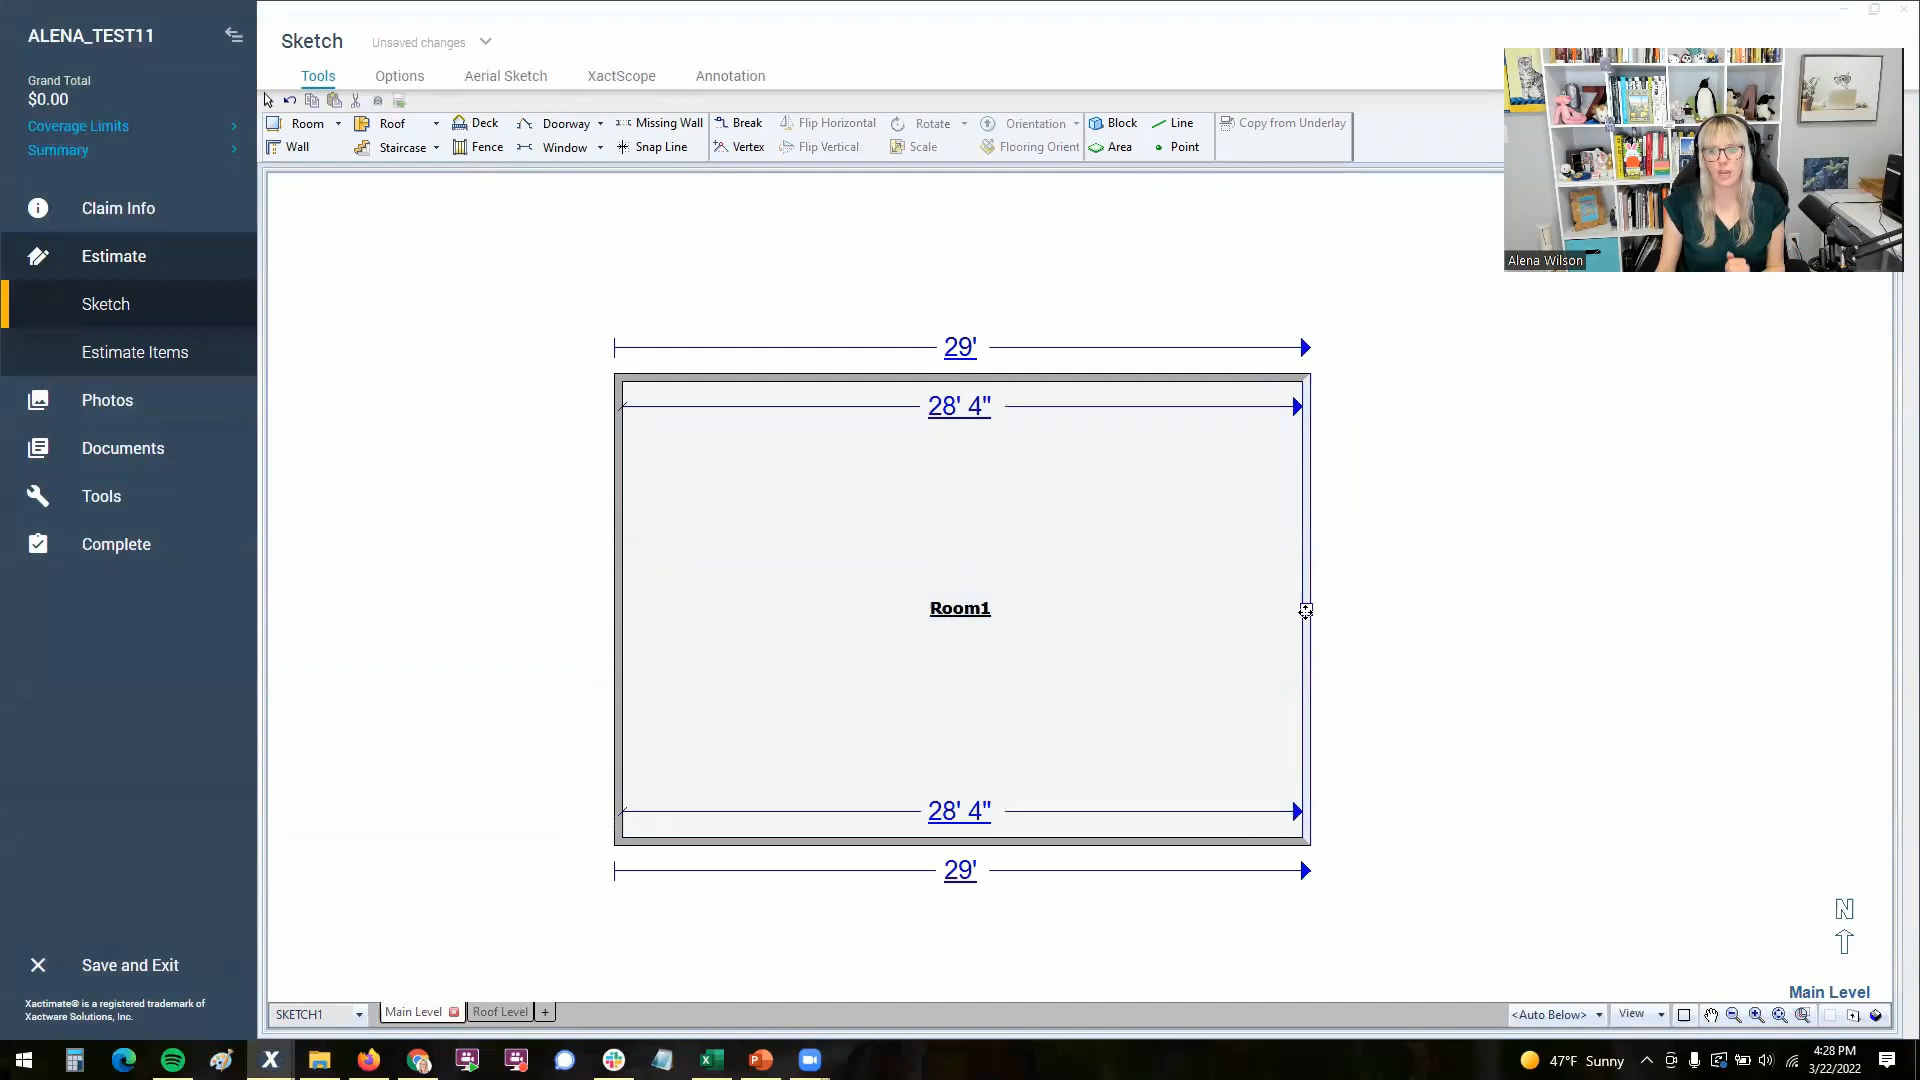 ALENA_TEST11
Grand Total
$0.00
Coverage Limits
Summary
Claim Info
Estimate
Sketch
Estimate Items
Photos
Documents
Tools
Complete
Save and Exit
Xactimate® is a registered trademark of
Xactware Solutions, Inc.
Sketch Unsaved changes
Tools Options Aerial Sketch XactScope Annotation
Room Roof Deck Doorway Missing Wall Break Flip Horizontal Rotate Orientation Block Line Copy from Underlay
Wall Staircase Fence Window Snap Line Vertex Flip Vertical Scale Flooring Orient Area Point
Alena Wilson
29'
28' 4"
Room1
28' 4"
29'
N
Main Level
SKETCH1 Main Level Roof Level + <Auto Below> View
47°F Sunny
4:28 PM
3/22/2022